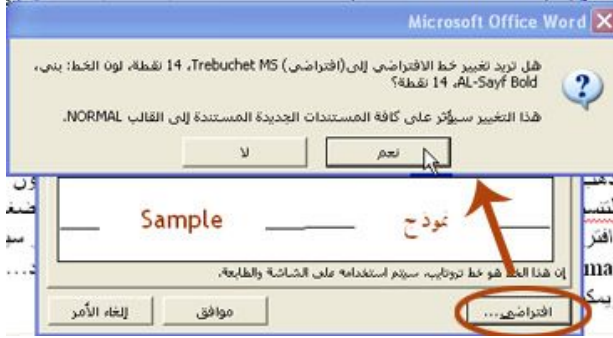 Microsoft Office Word
هل تريد تغيير خط الافتراضي إلى(افتراضي) Trebuchet MS، 14 نقطة، لون الخط: بني،
AL-Sayf Bold، 14 نقطة؟
هذا التغيير سيؤثر على كافة المستندات الجديدة المستندة إلى القالب NORMAL.
نعم لا
نموذج Sample
إن هذا الخط هو خط تروتايب. سيتم استخدامه على الشاشة والطابعة.
افتراضي... موافق إلغاء الأمر